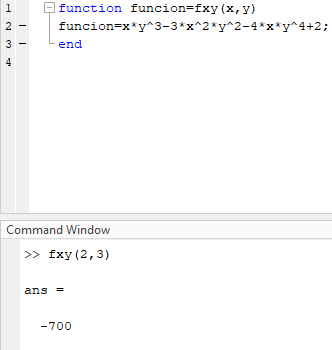 1 function funcion=fxy(x,y)
2 – funcion=x*y^3-3*x^2*y^2-4*x*y^4+2;
3 – end
4
Command Window
>> fxy(2,3)
ans =
-700